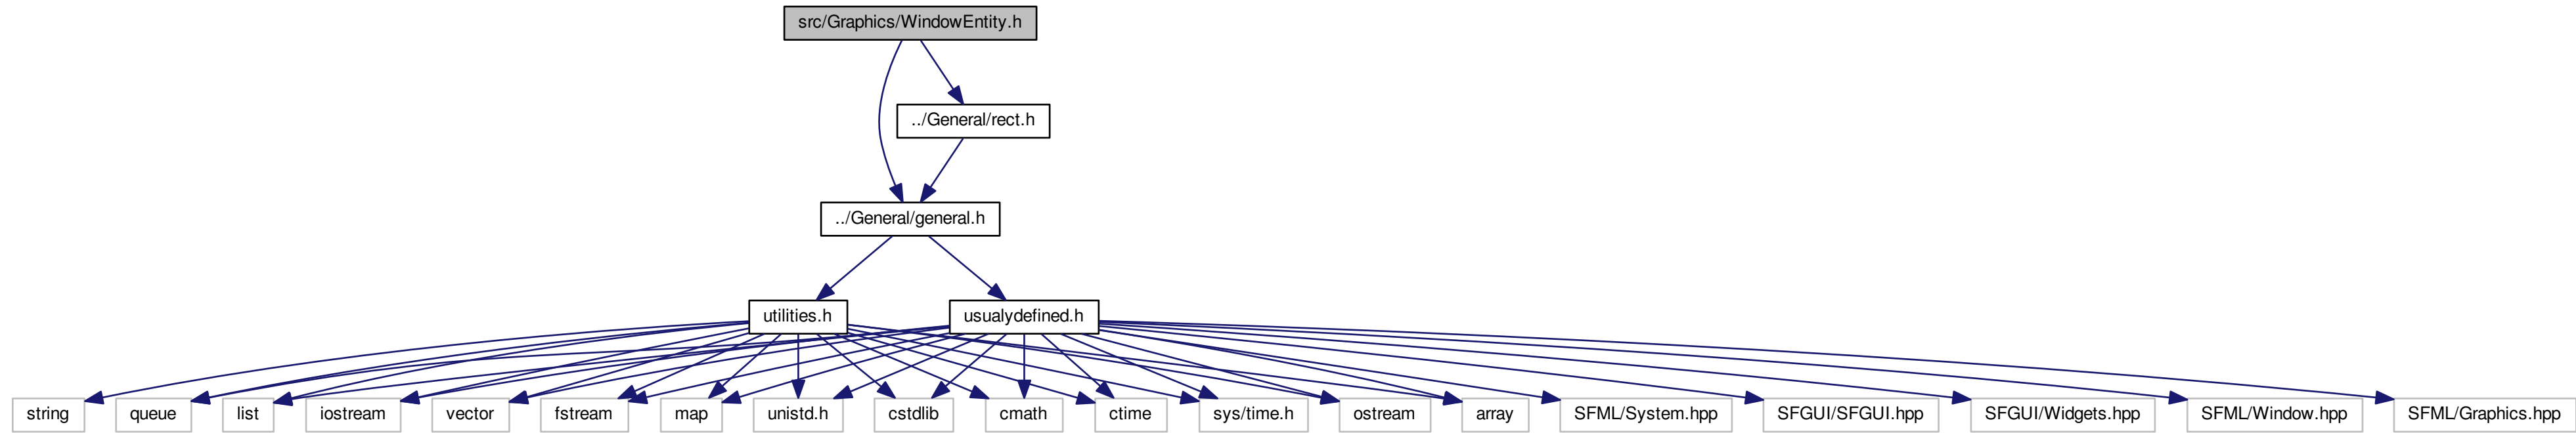 src/Graphics/WindowEntity.h
../General/rect.h
../General/general.h
utilities.h
usualydefined.h
string
queue
list
iostream
vector
fstream
map
unistd.h
cstdlib
cmath
ctime
sys/time.h
ostream
array
SFML/System.hpp
SFGUI/SFGUI.hpp
SFGUI/Widgets.hpp
SFML/Window.hpp
SFML/Graphics.hpp